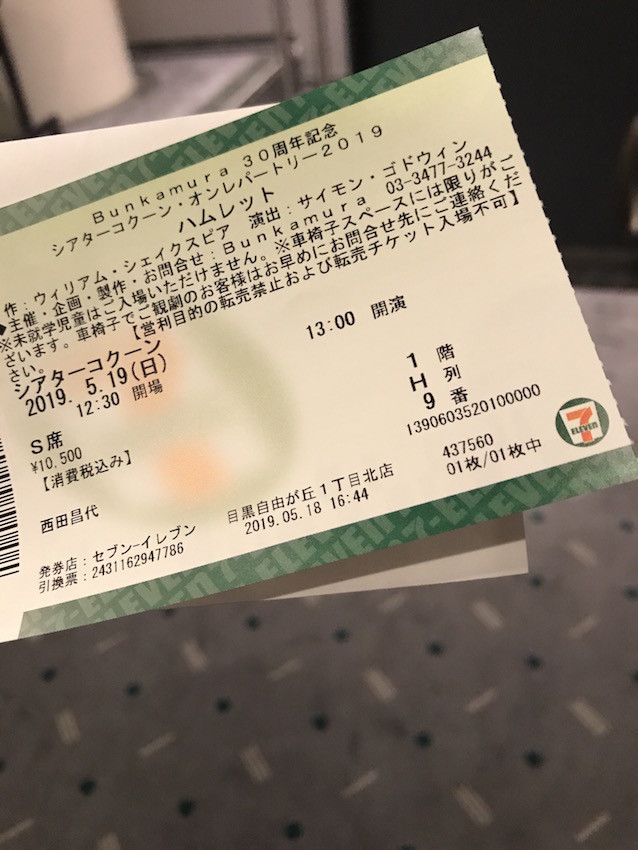 Bunkamura 30周年記念
シアターコクーン・オンレパートリー2019
ハムレット
作：ウィリアム・シェイクスピア 演出：サイモン・ゴドウィン
主催・企画・製作・お問合せ：Bunkamura 03-3477-3244
※未就学児童はご入場いただけません。※車椅子スペースには限りがご
ざいます。車椅子でご観劇のお客様はお早めにお問合せ先にご連絡くだ
さい。 【営利目的の転売禁止および転売チケット入場不可】
シアターコクーン
2019. 5.19(日) 13:00 開演
12:30 開場
1 階
H 列
9 番
S席
¥10,500
【消費税込み】
1390603520100000
437560
01枚/01枚中
西田昌代
目黒自由が丘1丁目北店
2019.05.18 16:44
発券店：セブン-イレブン
引換票：2431162947786
7
ELEVEn